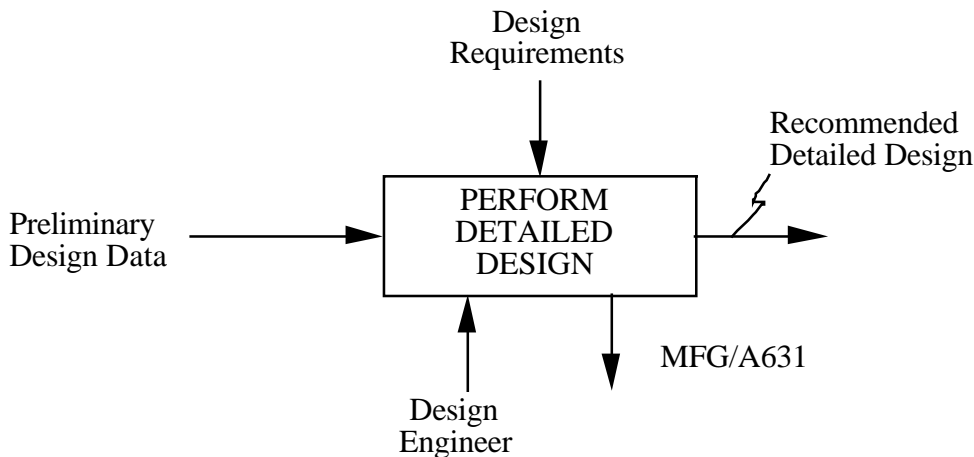 Design
Requirements
Recommended
Detailed Design
PERFORM
DETAILED
DESIGN
Preliminary
Design Data
MFG/A631
Design
Engineer